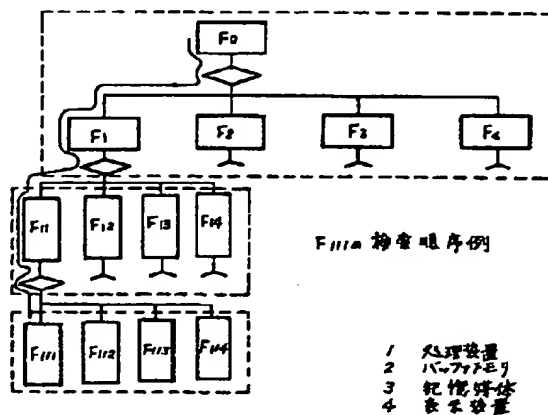 F0
F1
F2
F3
F4
F11
F12
F13
F14
F111の検索順序例
F111
F112
F113
F114
1 処理装置
2 バッファメモリ
3 記憶媒体
4 表示装置